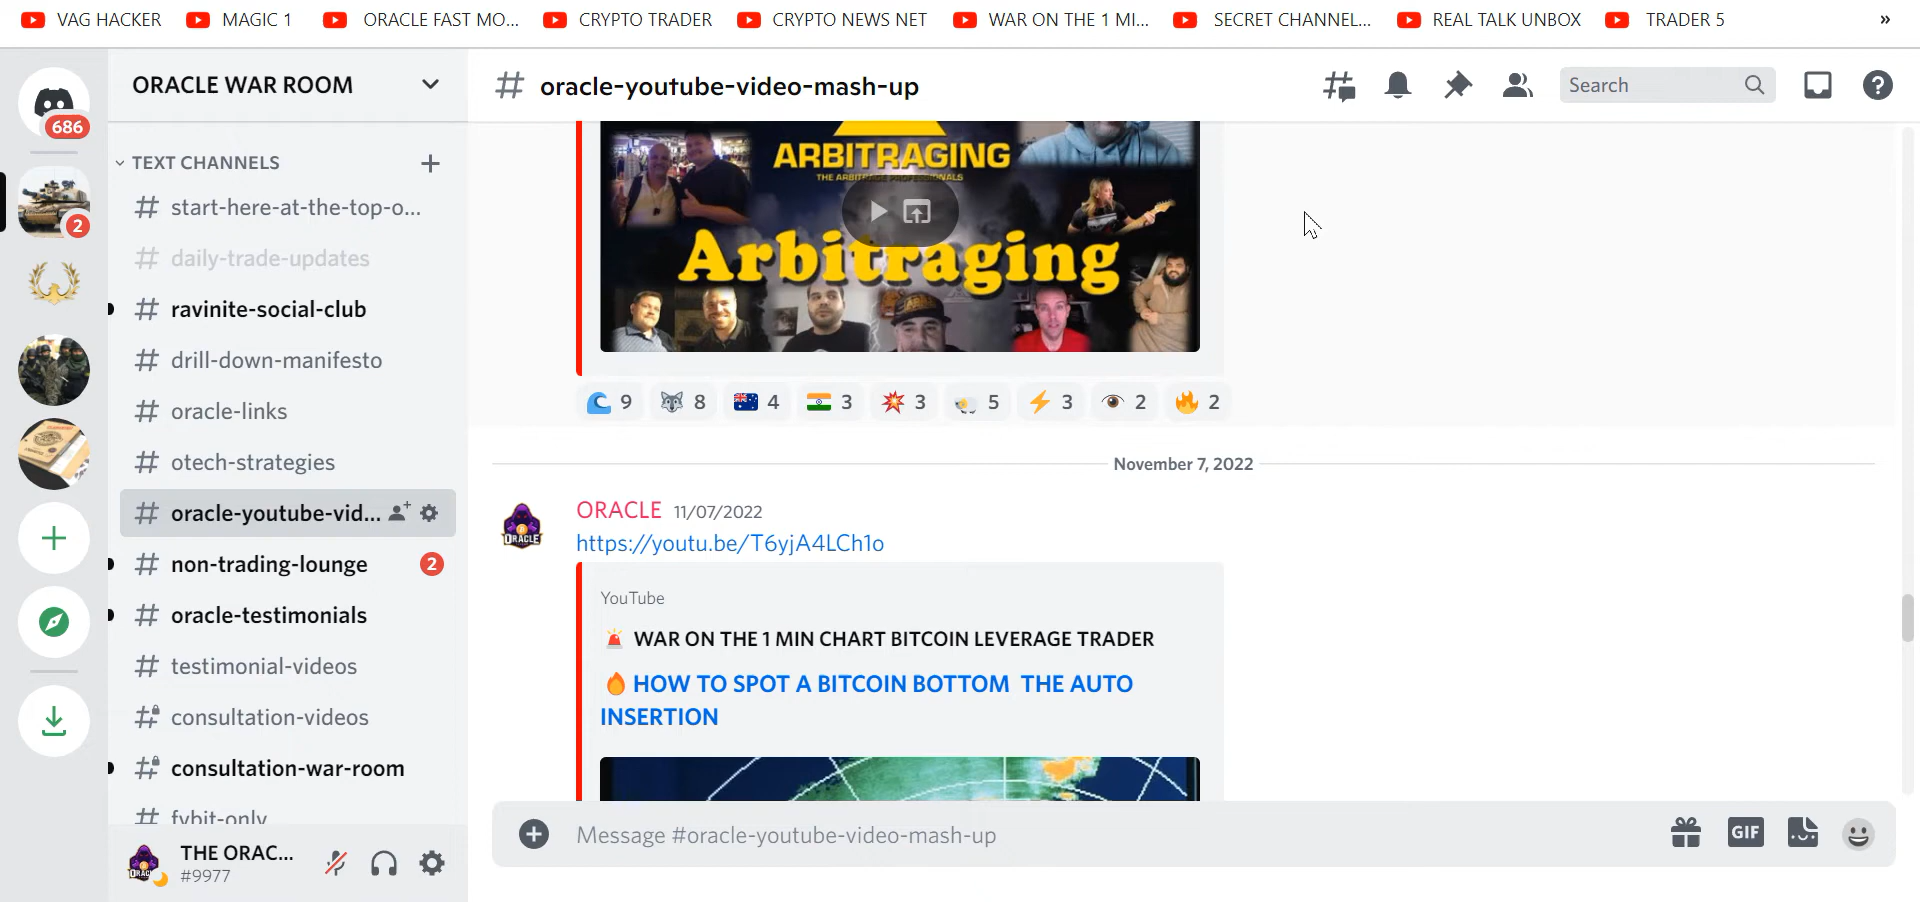 VAG HACKER MAGIC 1 ORACLE FAST MO... CRYPTO TRADER CRYPTO NEWS NET WAR ON THE 1 MI... SECRET CHANNEL... REAL TALK UNBOX TRADER 5 »
686
2
ORACLE WAR ROOM
TEXT CHANNELS
# start-here-at-the-top-o...
# daily-trade-updates
# ravinite-social-club
# drill-down-manifesto
# oracle-links
# otech-strategies
# oracle-youtube-vid...
# non-trading-lounge 2
# oracle-testimonials
# testimonial-videos
# consultation-videos
# consultation-war-room
# fybit-only
THE ORAC...
#9977
# oracle-youtube-video-mash-up
Search
ARBITRAGING
THE ARBITRAGE PROFESSIONALS
Arbitraging
9 8 4 3 3 5 3 2 2
November 7, 2022
ORACLE 11/07/2022
https://youtu.be/T6yjA4LCh1o
YouTube
WAR ON THE 1 MIN CHART BITCOIN LEVERAGE TRADER
HOW TO SPOT A BITCOIN BOTTOM THE AUTO
INSERTION
Message #oracle-youtube-video-mash-up
GIF